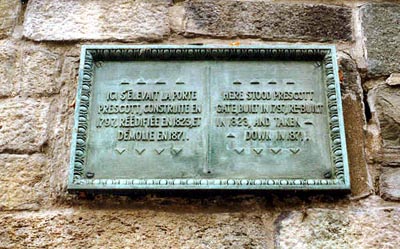 ICI S'ÉLEVAIT LA PORTE
PRESCOTT, CONSTRUITE EN
1797, RÉÉDIFIÉE EN 1823, ET
DÉMOLIE EN 1871.
HERE STOOD PRESCOTT
GATE BUILT IN 1797, RE-BUILT
IN 1823, AND TAKEN
DOWN IN 1871.